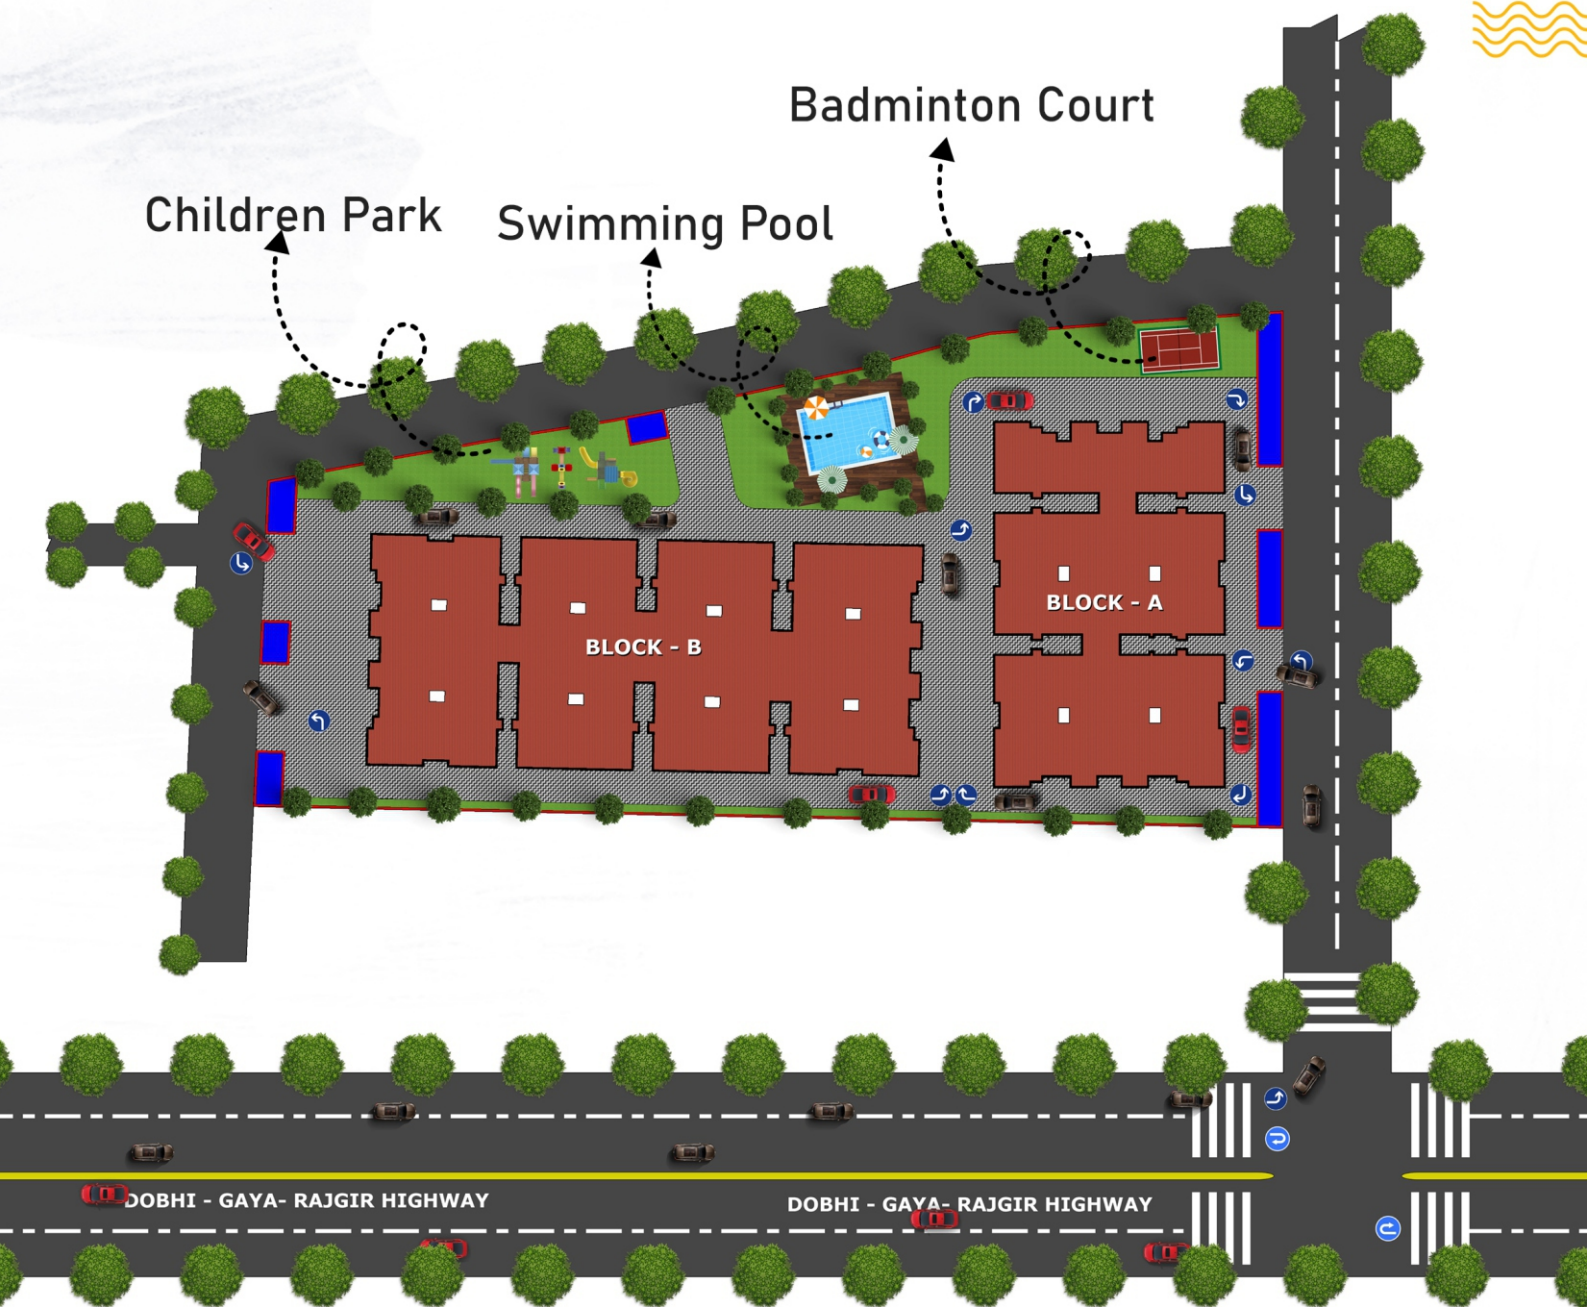 Badminton Court
Children Park
Swimming Pool
BLOCK - A
BLOCK - B
DOBHI - GAYA- RAJGIR HIGHWAY
DOBHI - GAYA- RAJGIR HIGHWAY